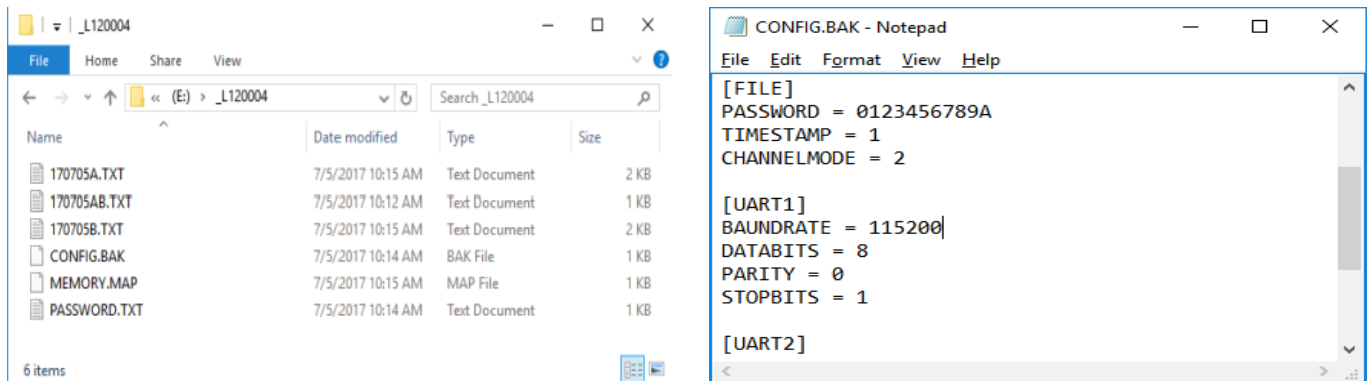 _L120004
File Home Share View
« (E:) › _L120004 Search _L120004
Name Date modified Type Size
170705A.TXT 7/5/2017 10:15 AM Text Document 2 KB
170705AB.TXT 7/5/2017 10:12 AM Text Document 1 KB
170705B.TXT 7/5/2017 10:15 AM Text Document 2 KB
CONFIG.BAK 7/5/2017 10:14 AM BAK File 1 KB
MEMORY.MAP 7/5/2017 10:15 AM MAP File 1 KB
PASSWORD.TXT 7/5/2017 10:14 AM Text Document 1 KB
6 items
CONFIG.BAK - Notepad
File Edit Format View Help
[FILE]
PASSWORD = 0123456789A
TIMESTAMP = 1
CHANNELMODE = 2
[UART1]
BAUNDRATE = 115200
DATABITS = 8
PARITY = 0
STOPBITS = 1
[UART2]